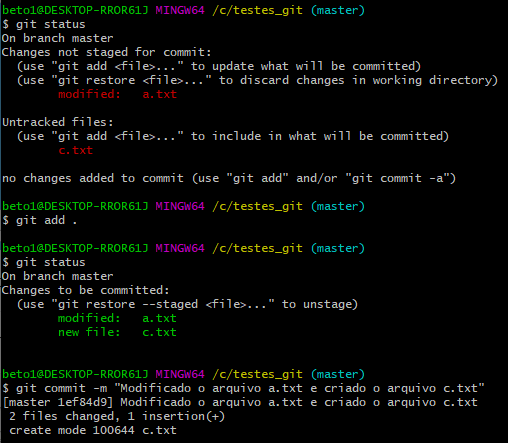 beto1@DESKTOP-RROR61J MINGW64 /c/testes_git (master)
$ git status
On branch master
Changes not staged for commit:
  (use "git add <file>..." to update what will be committed)
  (use "git restore <file>..." to discard changes in working directory)
        modified:   a.txt

Untracked files:
  (use "git add <file>..." to include in what will be committed)
        c.txt

no changes added to commit (use "git add" and/or "git commit -a")

beto1@DESKTOP-RROR61J MINGW64 /c/testes_git (master)
$ git add .

beto1@DESKTOP-RROR61J MINGW64 /c/testes_git (master)
$ git status
On branch master
Changes to be committed:
  (use "git restore --staged <file>..." to unstage)
        modified:   a.txt
        new file:   c.txt

beto1@DESKTOP-RROR61J MINGW64 /c/testes_git (master)
$ git commit -m "Modificado o arquivo a.txt e criado o arquivo c.txt"
[master 1ef84d9] Modificado o arquivo a.txt e criado o arquivo c.txt
 2 files changed, 1 insertion(+)
 create mode 100644 c.txt